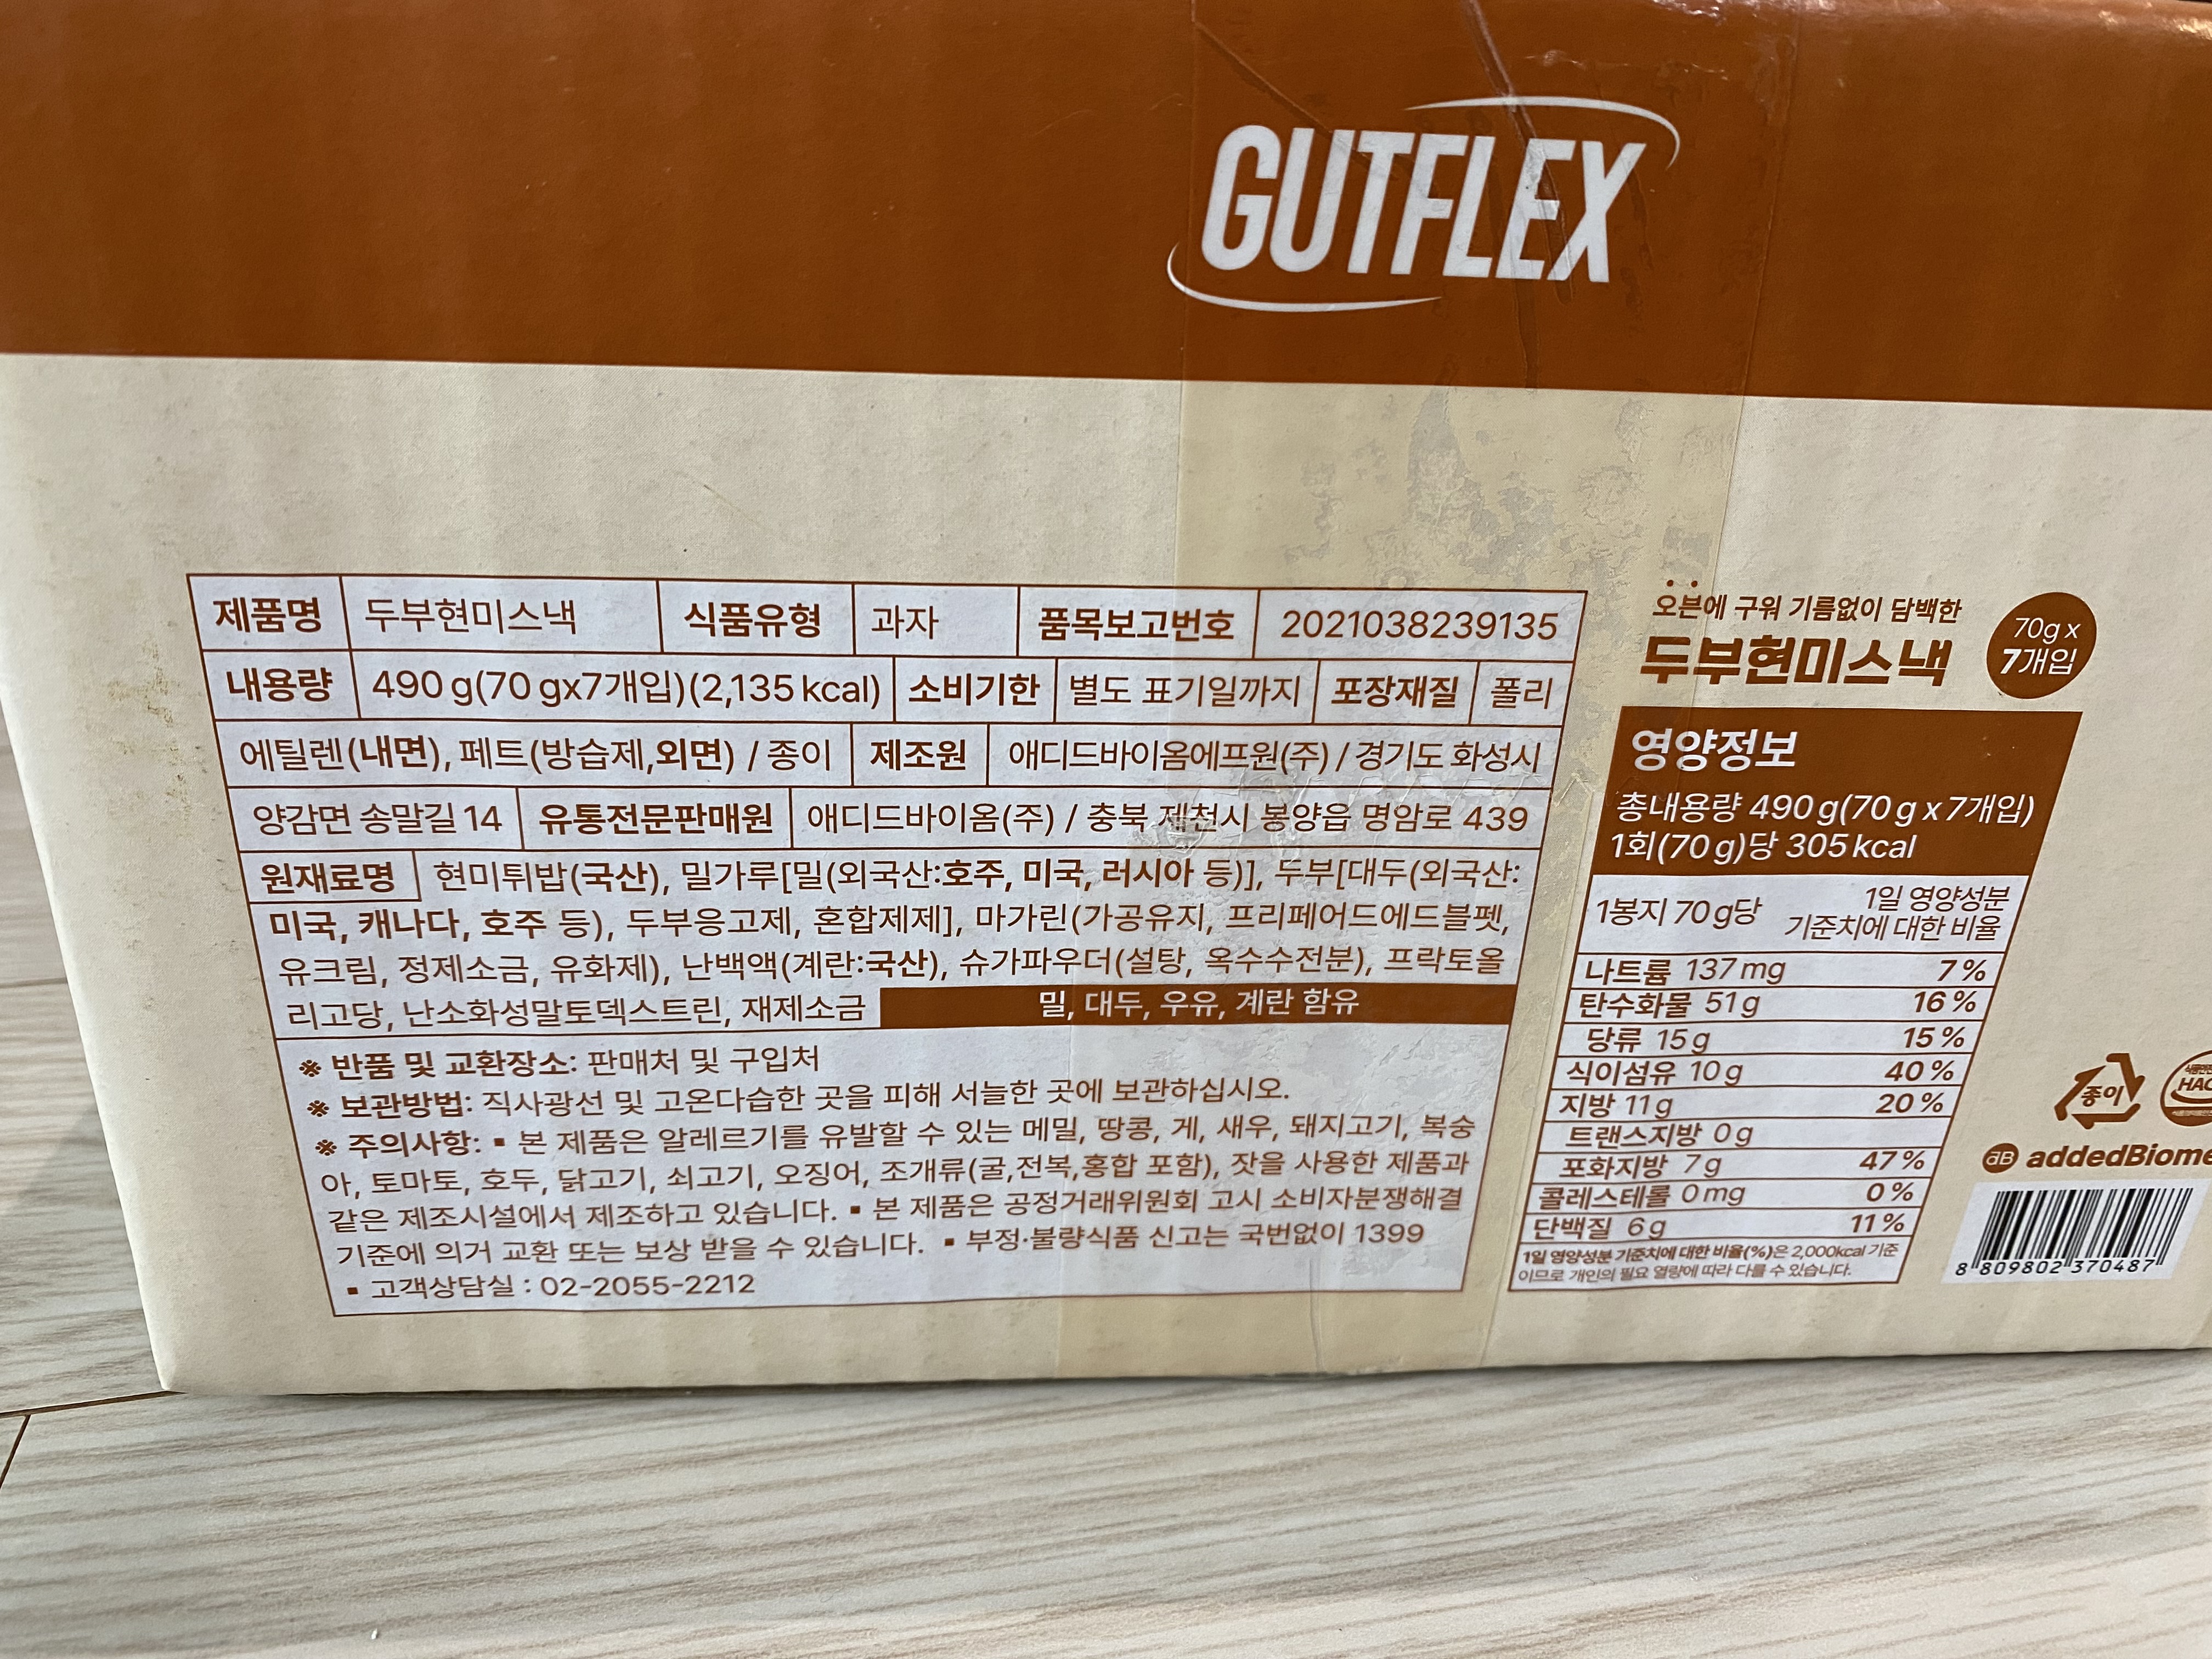 GUTFLEX
제품명 두부현미스낵 식품유형 과자 품목보고번호 2021038239135
내용량 490 g(70 gx7개입)(2,135 kcal) 소비기한 별도 표기일까지 포장재질 폴리
에틸렌(내면), 페트(방습제,외면) / 종이 제조원 애디드바이옴에프원(주) / 경기도 화성시
양감면 송말길 14 유통전문판매원 애디드바이옴(주) / 충북 제천시 봉양읍 명암로 439
원재료명 현미튀밥(국산), 밀가루[밀(외국산:호주, 미국, 러시아 등)], 두부[대두(외국산:
미국, 캐나다, 호주 등), 두부응고제, 혼합제제], 마가린(가공유지, 프리페어드에드블펫,
유크림, 정제소금, 유화제), 난백액(계란:국산), 슈가파우더(설탕, 옥수수전분), 프락토올
리고당, 난소화성말토덱스트린, 재제소금 밀, 대두, 우유, 계란 함유
※ 반품 및 교환장소: 판매처 및 구입처
※ 보관방법: 직사광선 및 고온다습한 곳을 피해 서늘한 곳에 보관하십시오.
※ 주의사항: ▪ 본 제품은 알레르기를 유발할 수 있는 메밀, 땅콩, 게, 새우, 돼지고기, 복숭
아, 토마토, 호두, 닭고기, 쇠고기, 오징어, 조개류(굴,전복,홍합 포함), 잣을 사용한 제품과
같은 제조시설에서 제조하고 있습니다. ▪ 본 제품은 공정거래위원회 고시 소비자분쟁해결
기준에 의거 교환 또는 보상 받을 수 있습니다. ▪ 부정·불량식품 신고는 국번없이 1399
▪ 고객상담실 : 02-2055-2212
오븐에 구워 기름없이 담백한
두부현미스낵
70g x
7개입
영양정보
총내용량 490 g(70 g x 7개입)
1회(70 g)당 305 kcal
1봉지 70 g당 1일 영양성분
기준치에 대한 비율
나트륨 137 mg 7 %
탄수화물 51 g 16 %
당류 15 g 15 %
식이섬유 10 g 40 %
지방 11 g 20 %
트랜스지방 0 g
포화지방 7 g 47 %
콜레스테롤 0 mg 0 %
단백질 6 g 11 %
1일 영양성분 기준치에 대한 비율(%)은 2,000kcal 기준
이므로 개인의 필요 열량에 따라 다를 수 있습니다.
종이
aB addedBiome
8 809802 370487